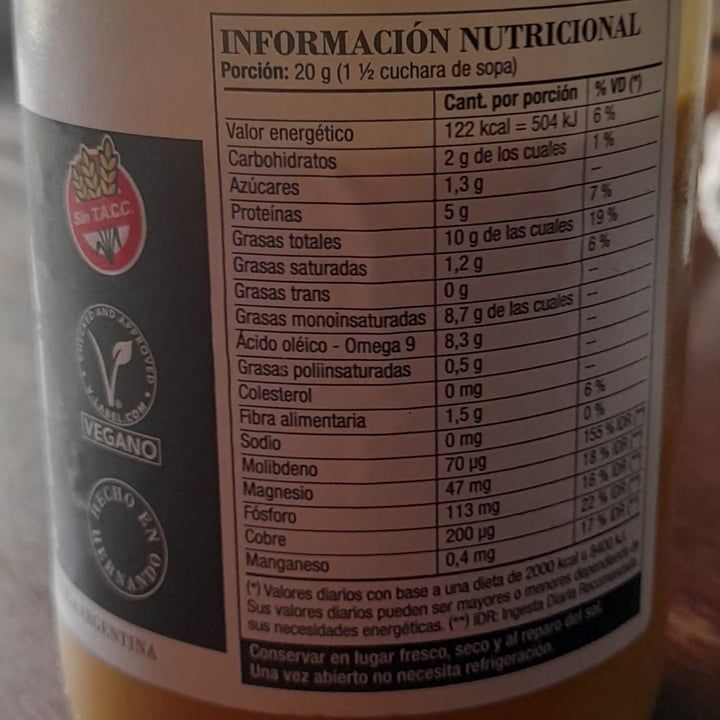 INFORMACIÓN NUTRICIONAL
Porción: 20 g (1 ½ cuchara de sopa)
Cant. por porción % VD (*)
Valor energético 122 kcal = 504 kJ 6 %
Carbohidratos 2 g de los cuales 1 %
Azúcares 1,3 g --
Proteínas 5 g 7 %
Grasas totales 10 g de las cuales 19 %
Grasas saturadas 1,2 g 6 %
Grasas trans 0 g --
Grasas monoinsaturadas 8,7 g de las cuales --
Ácido oléico - Omega 9 8,3 g --
Grasas poliinsaturadas 0,5 g --
Colesterol 0 mg --
Fibra alimentaria 1,5 g 6 %
Sodio 0 mg 0 %
Molibdeno 70 µg 155 % IDR (**)
Magnesio 47 mg 18 % IDR (**)
Fósforo 113 mg 16 % IDR (**)
Cobre 200 µg 22 % IDR (**)
Manganeso 0,4 mg 17 % IDR (**)
(*) Valores diarios con base a una dieta de 2000 kcal u 8400 kJ.
Sus valores diarios pueden ser mayores o menores dependiendo de
sus necesidades energéticas. (**) IDR: Ingesta Diaria Recomendada
Conservar en lugar fresco, seco y al reparo del sol.
Una vez abierto no necesita refrigeración.
Sin T.A.C.C.
CHECKED AND APPROVED
V-LABEL.COM
VEGANO
HECHO EN
HERNANDO
ARGENTINA